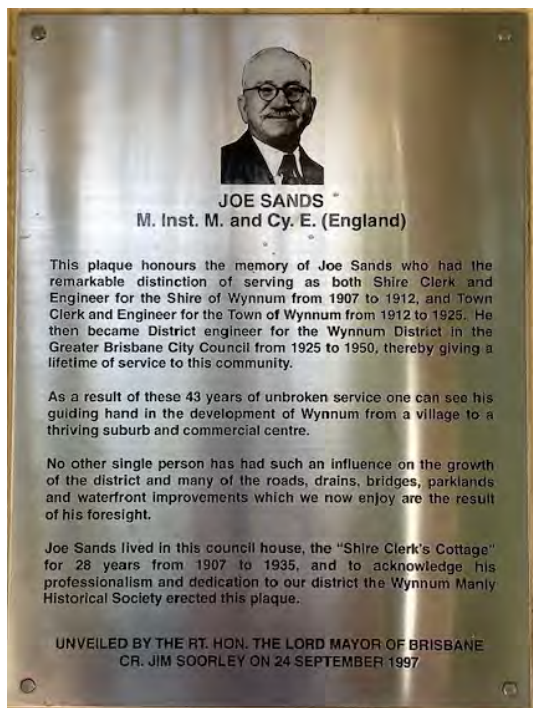 JOE SANDS
M. Inst. M. and Cy. E. (England)
This plaque honours the memory of Joe Sands who had the
remarkable distinction of serving as both Shire Clerk and
Engineer for the Shire of Wynnum from 1907 to 1912, and Town
Clerk and Engineer for the Town of Wynnum from 1912 to 1925. He
then became District engineer for the Wynnum District in the
Greater Brisbane City Council from 1925 to 1950, thereby giving a
lifetime of service to this community.
As a result of these 43 years of unbroken service one can see his
guiding hand in the development of Wynnum from a village to a
thriving suburb and commercial centre.
No other single person has had such an influence on the growth
of the district and many of the roads, drains, bridges, parklands
and waterfront improvements which we now enjoy are the result
of his foresight.
Joe Sands lived in this council house, the "Shire Clerk's Cottage"
for 28 years from 1907 to 1935, and to acknowledge his
professionalism and dedication to our district the Wynnum Manly
Historical Society erected this plaque.
UNVEILED BY THE RT. HON. THE LORD MAYOR OF BRISBANE
CR. JIM SOORLEY ON 24 SEPTEMBER 1997